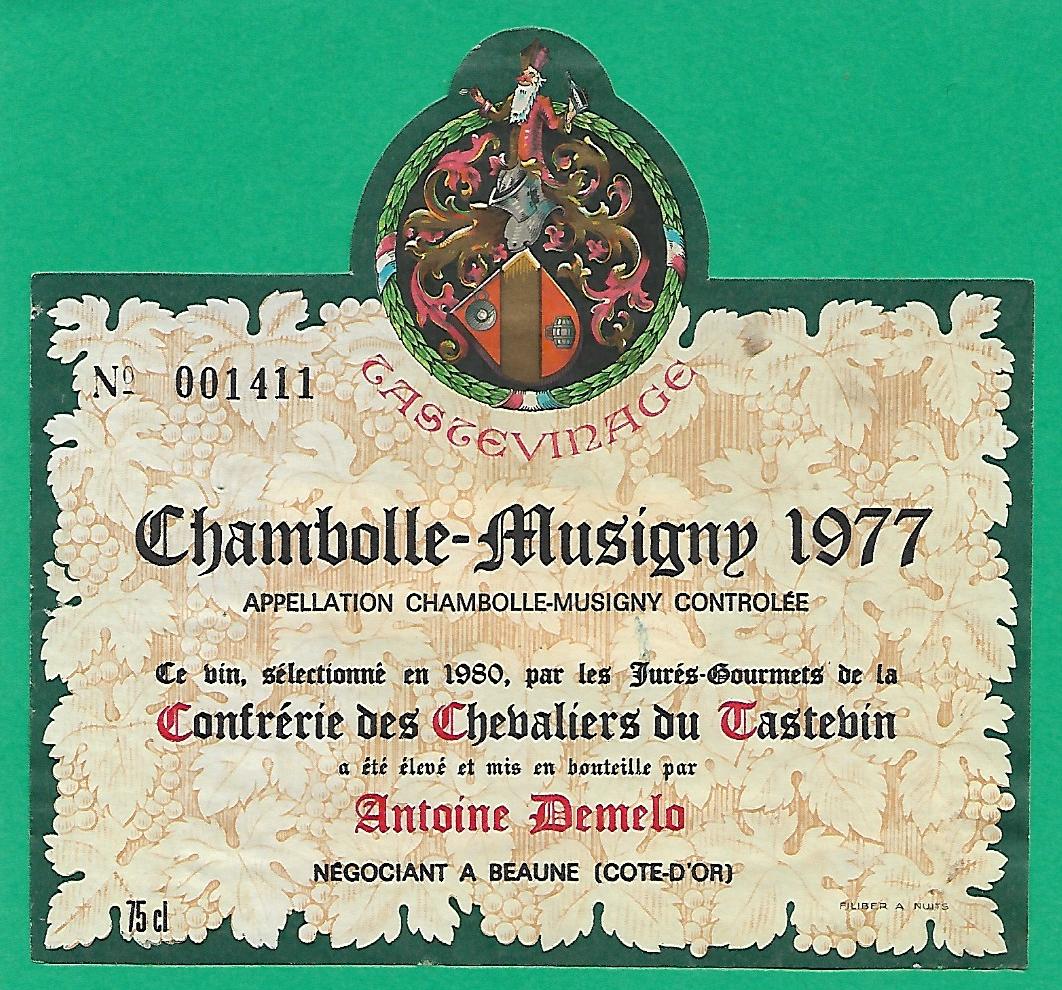 TASTEVINAGE
Nº 001411
Chambolle-Musigny 1977
APPELLATION CHAMBOLLE-MUSIGNY CONTROLÉE
Ce vin, sélectionné en 1980, par les Jurés-Gourmets de la
Confrérie des Chevaliers du Tastevin
a été élevé et mis en bouteille par
Antoine Demelo
NÉGOCIANT A BEAUNE (COTE-D'OR)
75 cl
FILIBER A NUITS